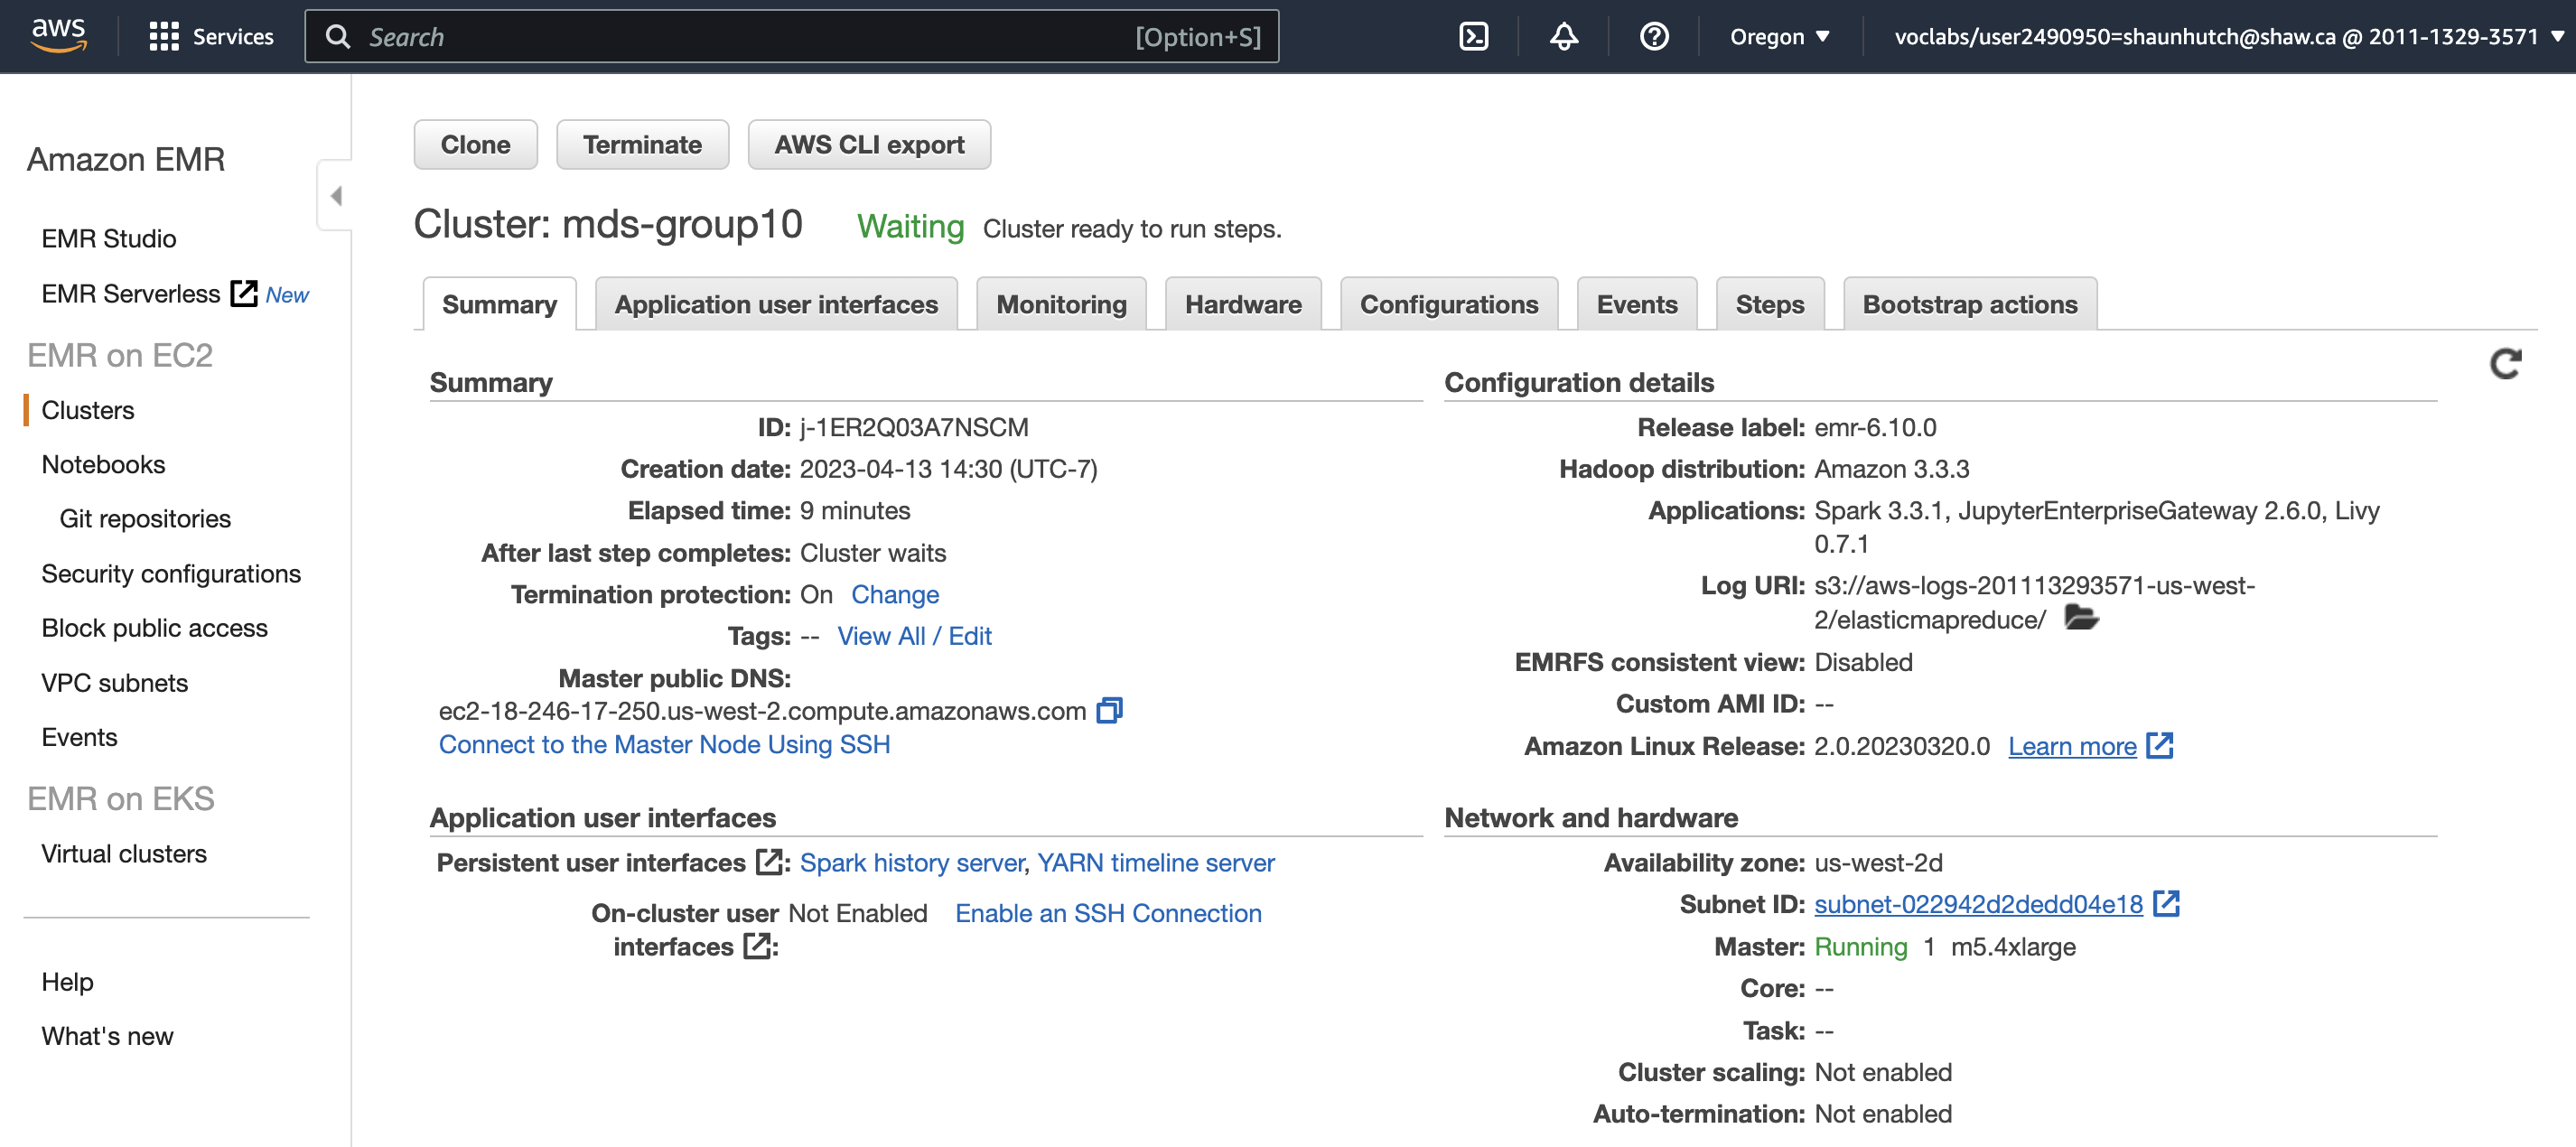 aws
Services
Search [Option+S]
Oregon
voclabs/user2490950=shaunhutch@shaw.ca @ 2011-1329-3571
Amazon EMR
EMR Studio
EMR Serverless New
EMR on EC2
Clusters
Notebooks
Git repositories
Security configurations
Block public access
VPC subnets
Events
EMR on EKS
Virtual clusters
Help
What's new
Clone Terminate AWS CLI export
Cluster: mds-group10 Waiting Cluster ready to run steps.
Summary Application user interfaces Monitoring Hardware Configurations Events Steps Bootstrap actions
Summary
ID: j-1ER2Q03A7NSCM
Creation date: 2023-04-13 14:30 (UTC-7)
Elapsed time: 9 minutes
After last step completes: Cluster waits
Termination protection: On Change
Tags: -- View All / Edit
Master public DNS:
ec2-18-246-17-250.us-west-2.compute.amazonaws.com
Connect to the Master Node Using SSH
Application user interfaces
Persistent user interfaces : Spark history server, YARN timeline server
On-cluster user Not Enabled Enable an SSH Connection
interfaces :
Configuration details
Release label: emr-6.10.0
Hadoop distribution: Amazon 3.3.3
Applications: Spark 3.3.1, JupyterEnterpriseGateway 2.6.0, Livy
0.7.1
Log URI: s3://aws-logs-201113293571-us-west-
2/elasticmapreduce/
EMRFS consistent view: Disabled
Custom AMI ID: --
Amazon Linux Release: 2.0.20230320.0 Learn more
Network and hardware
Availability zone: us-west-2d
Subnet ID: subnet-022942d2dedd04e18
Master: Running 1 m5.4xlarge
Core: --
Task: --
Cluster scaling: Not enabled
Auto-termination: Not enabled